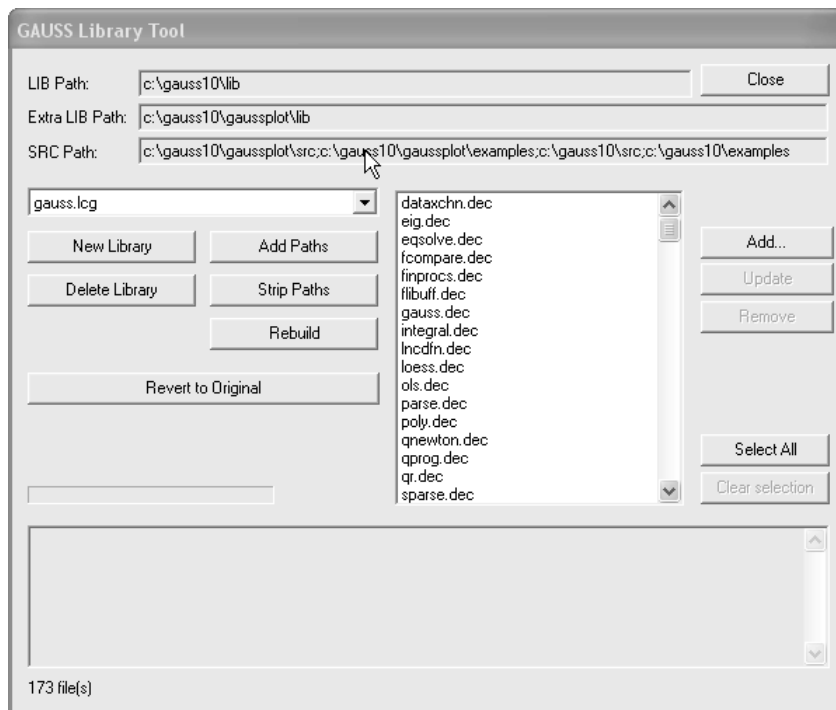 GAUSS Library Tool
LIB Path: c:\gauss10\lib Close
Extra LIB Path: c:\gauss10\gaussplot\lib
SRC Path: c:\gauss10\gaussplot\src;c:\gauss10\gaussplot\examples;c:\gauss10\src;c:\gauss10\examples
gauss.lcg
New Library Add Paths
Delete Library Strip Paths
Rebuild
Revert to Original
dataxchn.dec
eig.dec
eqsolve.dec
fcompare.dec
finprocs.dec
flibuff.dec
gauss.dec
integral.dec
lncdfn.dec
loess.dec
ols.dec
parse.dec
poly.dec
qnewton.dec
qprog.dec
qr.dec
sparse.dec
Add...
Update
Remove
Select All
Clear selection
173 file(s)